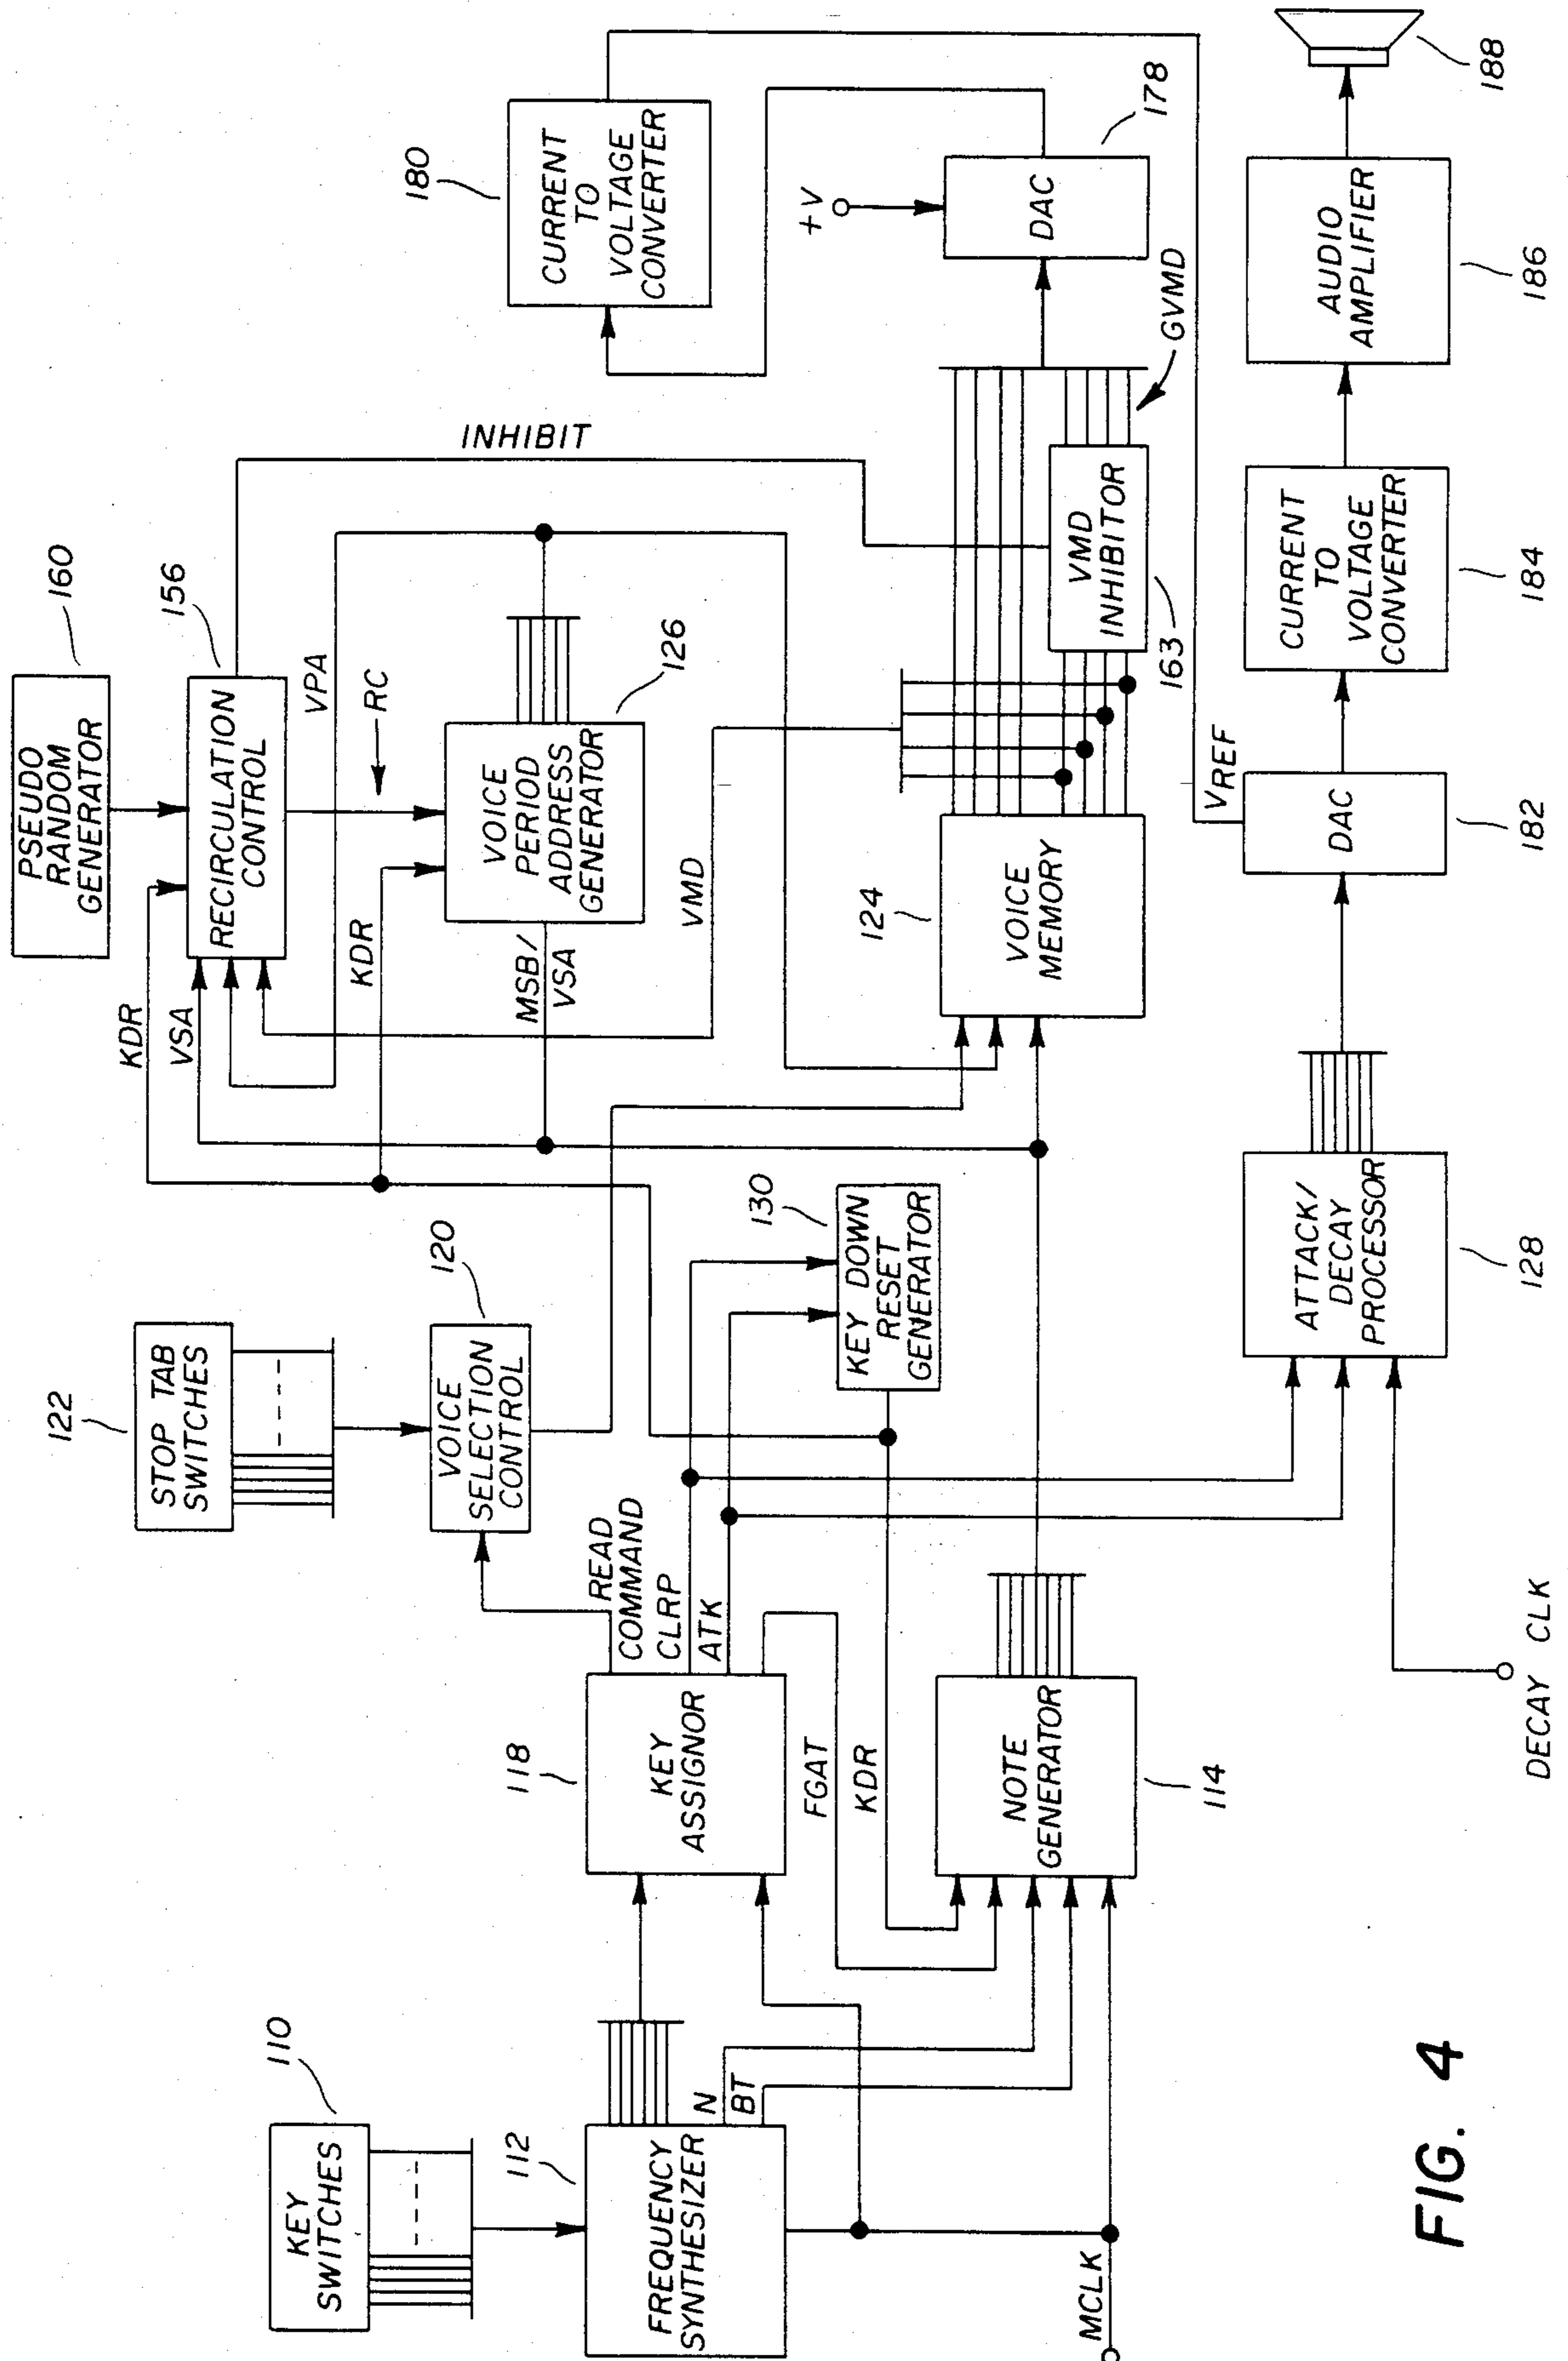 KEY
SWITCHES
110
FREQUENCY
SYNTHESIZER
112
N
BT
MCLK
KEY
ASSIGNOR
118
READ
COMMAND
CLRP
ATK
FGAT
KDR
NOTE
GENERATOR
114
STOP TAB
SWITCHES
122
VOICE
SELECTION
CONTROL
120
KEY DOWN
RESET
GENERATOR
130
DECAY CLK
ATTACK/
DECAY
PROCESSOR
128
PSEUDO
RANDOM
GENERATOR
160
KDR
VSA
RECIRCULATION
CONTROL
156
VPA
RC
KDR
VOICE
PERIOD
ADDRESS
GENERATOR
126
MSB/
VSA
VMD
INHIBIT
VOICE
MEMORY
124
VMD
INHIBITOR
163
GVMD
+V
DAC
178
CURRENT
TO
VOLTAGE
CONVERTER
180
VREF
DAC
182
CURRENT
TO
VOLTAGE
CONVERTER
184
AUDIO
AMPLIFIER
186
188
FIG. 4